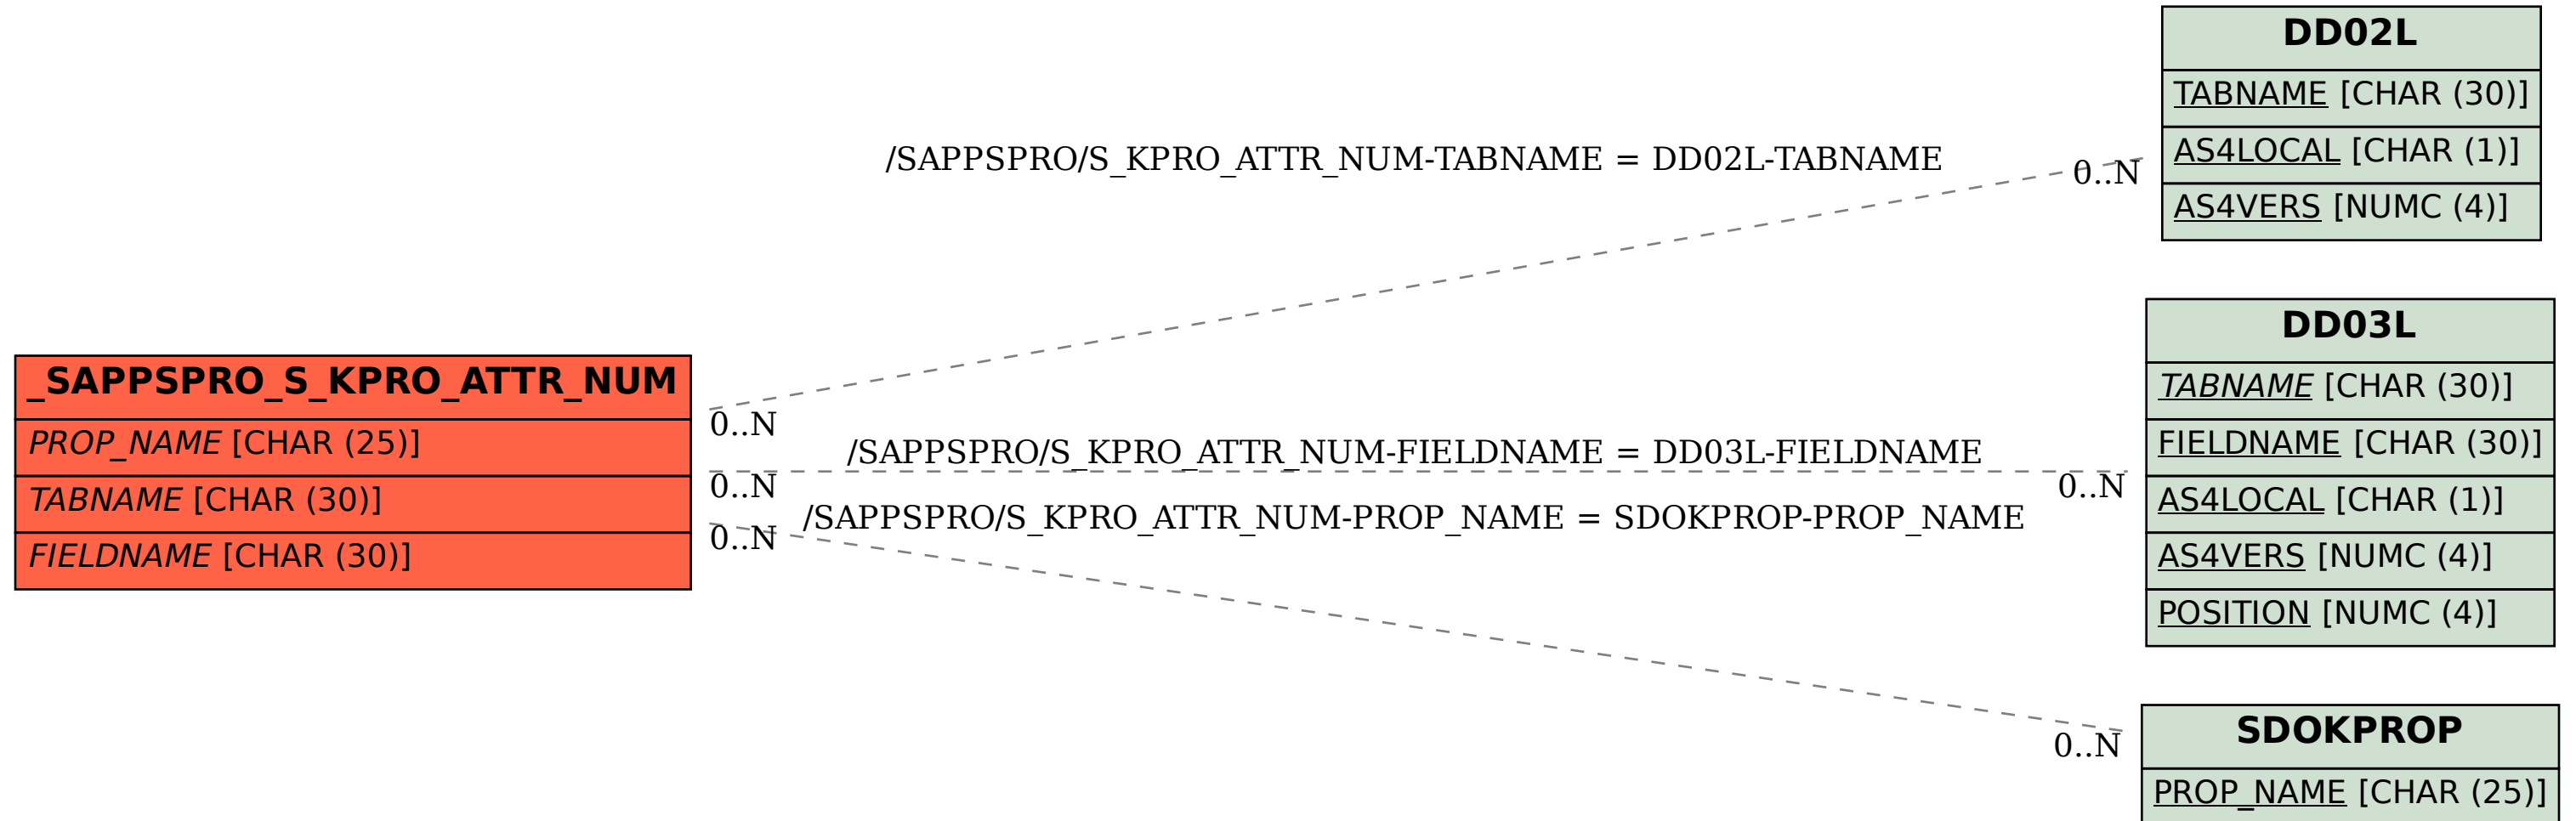 DD02L
TABNAME [CHAR (30)]
AS4LOCAL [CHAR (1)]
AS4VERS [NUMC (4)]
/SAPPSPRO/S_KPRO_ATTR_NUM-TABNAME = DD02L-TABNAME
0..N
0..N
_SAPPSPRO_S_KPRO_ATTR_NUM
PROP_NAME [CHAR (25)]
TABNAME [CHAR (30)]
FIELDNAME [CHAR (30)]
/SAPPSPRO/S_KPRO_ATTR_NUM-FIELDNAME = DD03L-FIELDNAME
0..N
0..N
DD03L
TABNAME [CHAR (30)]
FIELDNAME [CHAR (30)]
AS4LOCAL [CHAR (1)]
AS4VERS [NUMC (4)]
POSITION [NUMC (4)]
/SAPPSPRO/S_KPRO_ATTR_NUM-PROP_NAME = SDOKPROP-PROP_NAME
0..N
0..N
SDOKPROP
PROP_NAME [CHAR (25)]